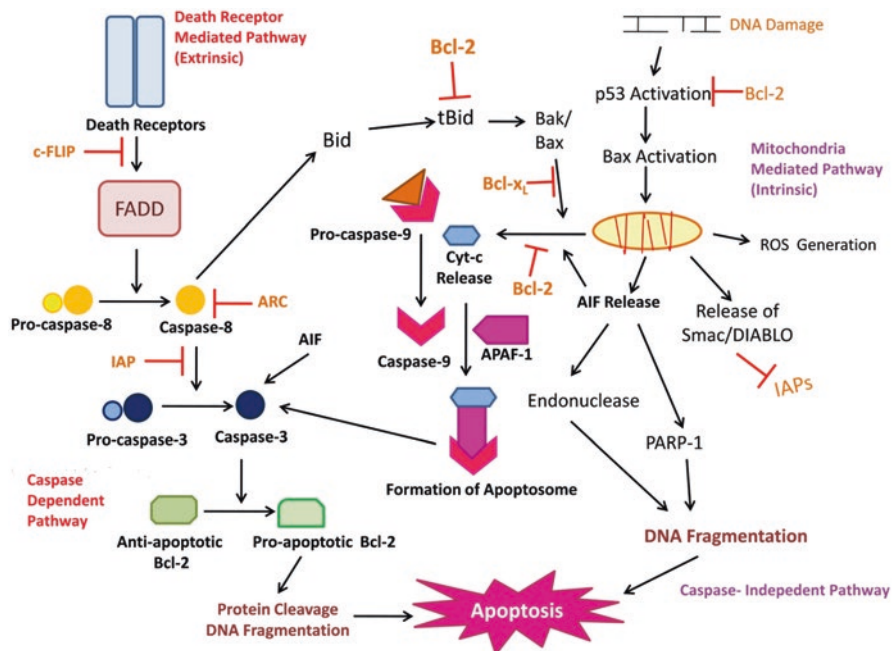 Death Receptor
Mediated Pathway
(Extrinsic)
Death Receptors
c-FLIP
FADD
Pro-caspase-8
Caspase-8
ARC
IAP
AIF
Pro-caspase-3
Caspase-3
Caspase
Dependent
Pathway
Anti-apoptotic
Bcl-2
Pro-apoptotic Bcl-2
Protein Cleavage
DNA Fragmentation
Bcl-2
Bid
tBid
Bak/
Bax
Bcl-xL
Pro-caspase-9
Cyt-c
Release
Bcl-2
Caspase-9
APAF-1
Formation of Apoptosome
DNA Damage
p53 Activation
Bcl-2
Bax Activation
Mitochondria
Mediated Pathway
(Intrinsic)
ROS Generation
AIF Release
Release of
Smac/DIABLO
IAPs
Endonuclease
PARP-1
DNA Fragmentation
Caspase- Indepedent Pathway
Apoptosis